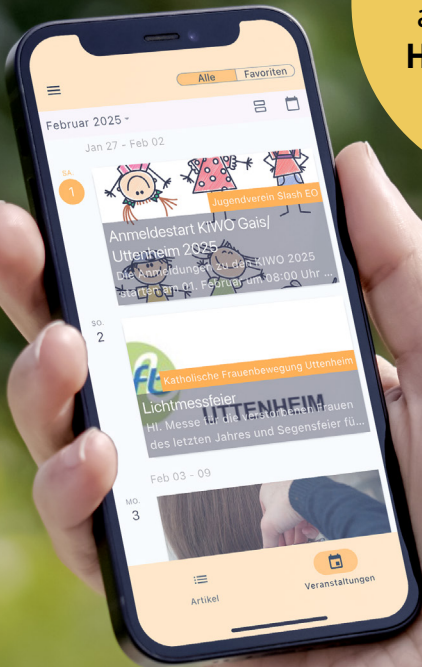 a
H
Alle Favoriten
Februar 2025
Jan 27 - Feb 02
SA.
1
Jugendverein Slash EO
Anmeldestart KIWO Gais/
Uttenheim 2025
Die Anmeldungen zu den KIWO 2025
starten am 01. Februar um 08:00 Uhr ...
SO.
2
ft
Katholische Frauenbewegung Uttenheim
UTTENHEIM
Lichtmessfeier
Hl. Messe für die verstorbenen Frauen
des letzten Jahres und Segensfeier fü...
Feb 03 - 09
MO.
3
Artikel
Veranstaltungen